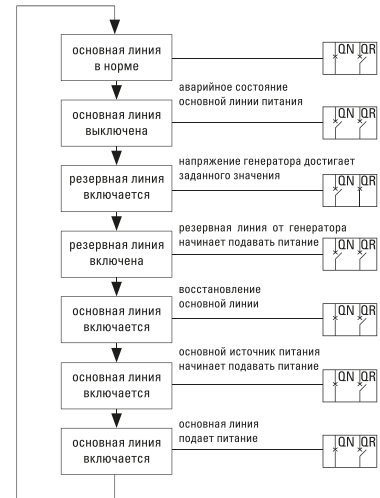 основная линия
в норме
QN QR
аварийное состояние
основной линии питания
основная линия
выключена
QN QR
напряжение генератора достигает
заданного значения
резервная линия
включается
QN QR
резервная линия от генератора
начинает подавать питание
резервная линия
включена
QN QR
восстановление
основной линии
основная линия
включается
QN QR
основной источник питания
начинает подавать питание
основная линия
включается
QN QR
основная линия
подает питание
основная линия
включается
QN QR